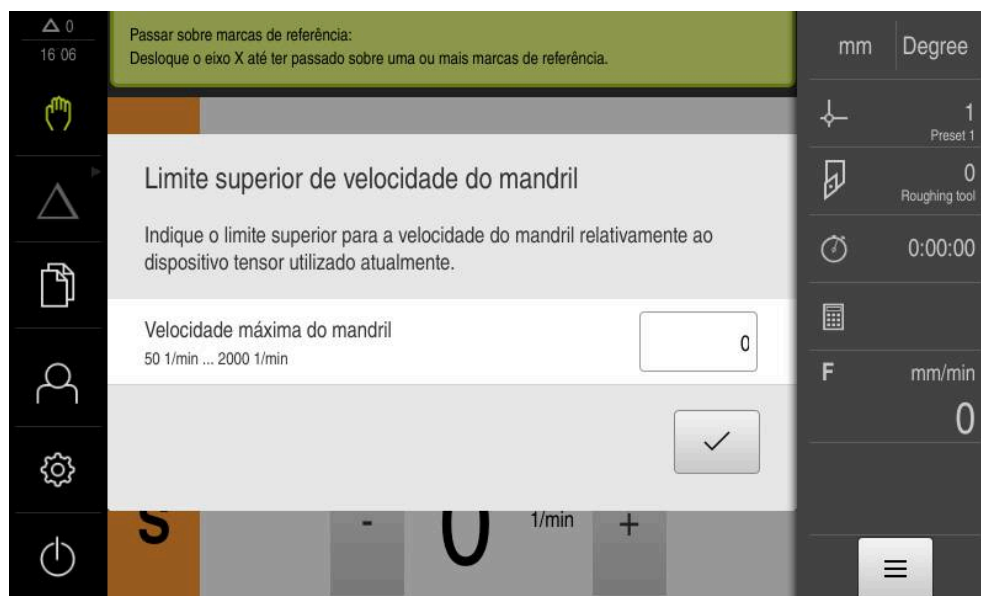 0
16 06
Passar sobre marcas de referência:
Desloque o eixo X até ter passado sobre uma ou mais marcas de referência.
Limite superior de velocidade do mandril
Indique o limite superior para a velocidade do mandril relativamente ao
dispositivo tensor utilizado atualmente.
Velocidade máxima do mandril
50 1/min ... 2000 1/min
0
S
-
0
1/min
+
mm
Degree
1
Preset 1
0
Roughing tool
0:00:00
F
mm/min
0